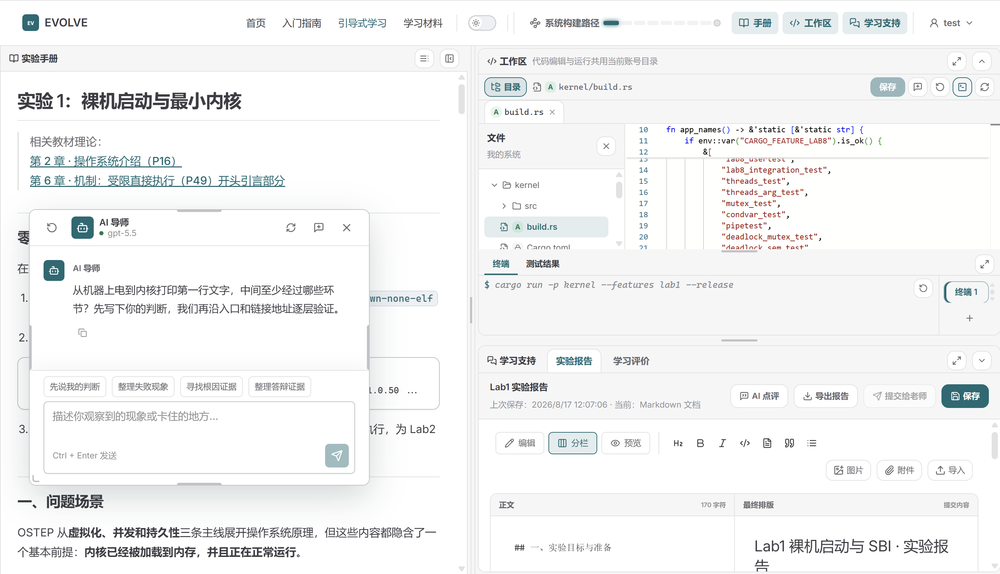 EV EVOLVE
首页 入门指南 引导式学习 学习材料
系统构建路径
手册 工作区 学习支持
test
实验手册
实验 1：裸机启动与最小内核
相关教材理论：
第 2 章 · 操作系统介绍（P16）
第 6 章 · 机制：受限直接执行（P49）开头引言部分
零
在
1.
wn-none-elf
2.
1.0.50 ...
3.
执行，为 Lab2
AI 导师
gpt-5.5
AI 导师
从机器上电到内核打印第一行文字，中间至少经过哪些环
节？先写下你的判断，我们再沿入口和链接地址逐层验证。
先说我的判断 整理失败现象 寻找根因证据 整理答辩证据
描述你观察到的现象或卡住的地方...
Ctrl + Enter 发送
一、问题场景
OSTEP 从虚拟化、并发和持久性三条主线展开操作系统原理，但这些内容都隐含了一
个基本前提：内核已经被加载到内存，并且正在正常运行。
工作区 代码编辑与运行共用当前账号目录
目录 A kernel/build.rs
保存
A build.rs
文件
我的系统
kernel
src
A build.rs
Cargo.toml
10 fn app_names() -> &'static [&'static str] {
11 if env::var("CARGO_FEATURE_LAB8").is_ok() {
12 &[
13 "lab8_usertest",
14 "lab8_integration_test",
15 "threads_test",
16 "threads_arg_test",
17 "mutex_test",
18 "condvar_test",
19 "pipetest",
20 "deadlock_mutex_test",
21 "deadlock_sem_test"
终端 测试结果
$ cargo run -p kernel --features lab1 --release
终端 1
学习支持 实验报告 学习评价
Lab1 实验报告
上次保存：2026/8/17 12:07:06 · 当前：Markdown 文档
AI 点评 导出报告 提交给老师 保存
编辑 分栏 预览
H2 B I
图片 附件 导入
正文 170 字符
最终排版 提交内容
## 一、实验目标与准备
Lab1 裸机启动与 SBI · 实验报
告